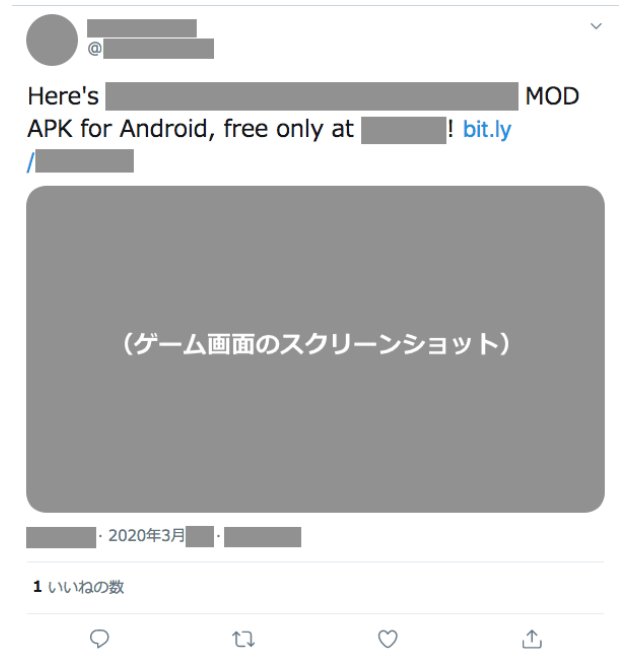 @
Here's MOD
APK for Android, free only at ! bit.ly
/
（ゲーム画面のスクリーンショット）
· 2020年3月 ·
1 いいねの数